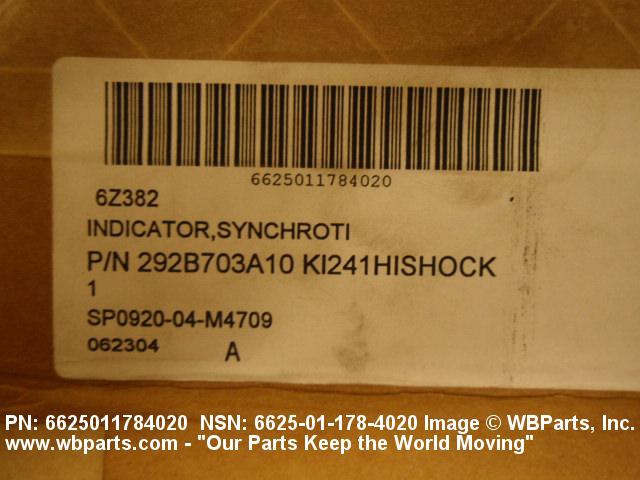 6625011784020
6Z382
INDICATOR,SYNCHROTI
P/N 292B703A10 KI241HISHOCK
1
SP0920-04-M4709
062304 A
PN: 6625011784020 NSN: 6625-01-178-4020 Image © WBParts, Inc.
www.wbparts.com - "Our Parts Keep the World Moving"